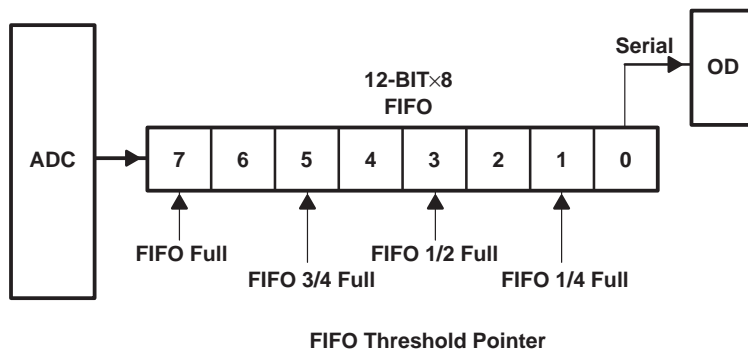 Serial
OD
12-BIT×8
FIFO
ADC
7 6 5 4 3 2 1 0
FIFO Full
FIFO 1/2 Full
FIFO 3/4 Full
FIFO 1/4 Full
FIFO Threshold Pointer